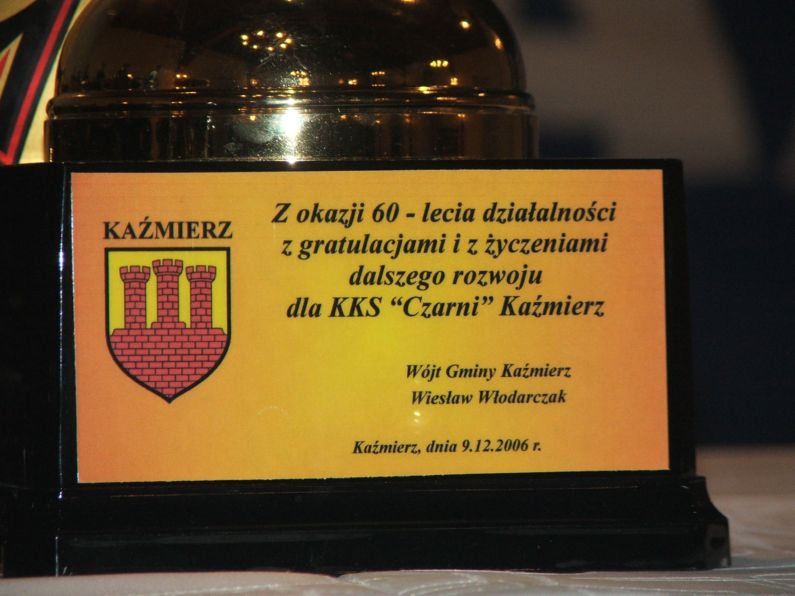 KAŹMIERZ
Z okazji 60 - lecia działalności
z gratulacjami i z życzeniami
dalszego rozwoju
dla KKS “Czarni” Kaźmierz
Wójt Gminy Kaźmierz
Wiesław Włodarczak
Kaźmierz, dnia 9.12.2006 r.